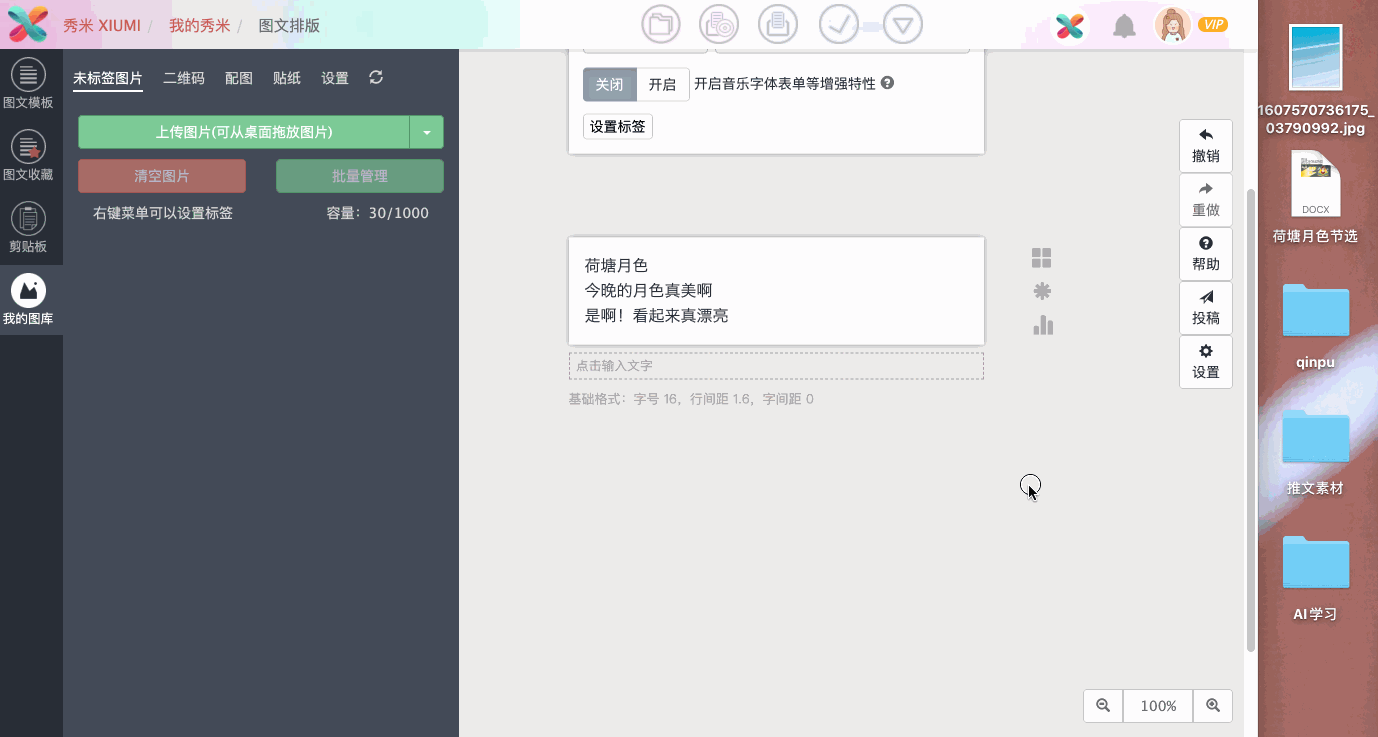 秀米 XIUMI / 我的秀米 / 图文排版
VIP
图文模板
图文收藏
剪贴板
我的图库
未标签图片 二维码 配图 贴纸 设置
上传图片(可从桌面拖放图片)
清空图片 批量管理
右键菜单可以设置标签 容量：30/1000
关闭 开启 开启音乐字体表单等增强特性
设置标签
荷塘月色
今晚的月色真美啊
是啊！看起来真漂亮
点击输入文字
基础格式：字号 16，行间距 1.6，字间距 0
撤销
重做
帮助
投稿
设置
100%
1607570736175_
03790992.jpg
DOCX
荷塘月色节选
qinpu
推文素材
AI学习